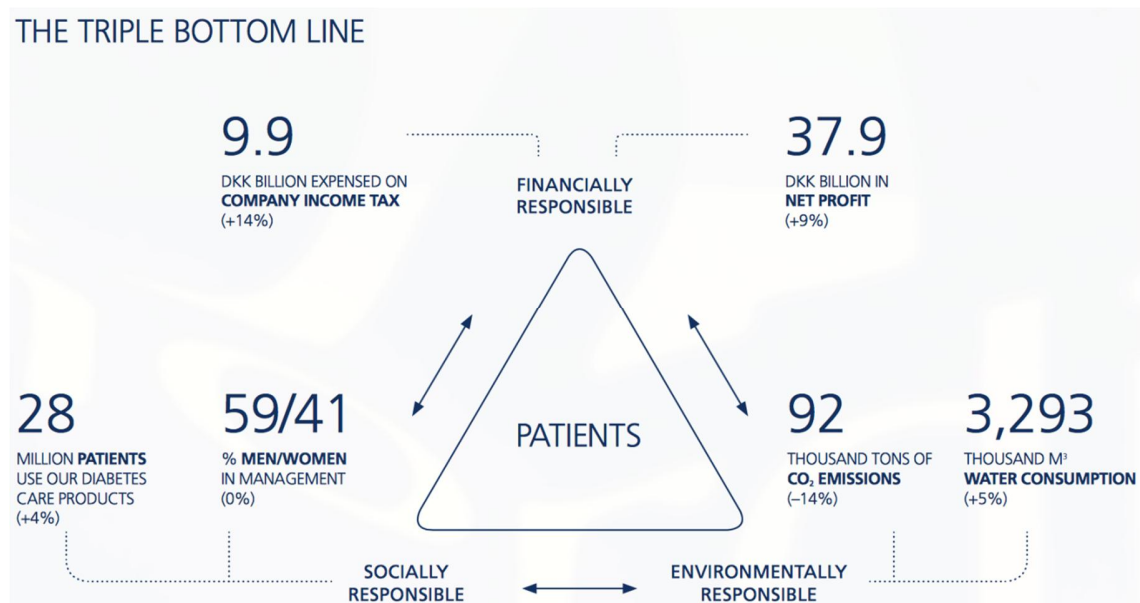 THE TRIPLE BOTTOM LINE
9.9
DKK BILLION EXPENSED ON
COMPANY INCOME TAX
(+14%)
FINANCIALLY
RESPONSIBLE
37.9
DKK BILLION IN
NET PROFIT
(+9%)
28
MILLION PATIENTS
USE OUR DIABETES
CARE PRODUCTS
(+4%)
59/41
% MEN/WOMEN
IN MANAGEMENT
(0%)
PATIENTS
92
THOUSAND TONS OF
CO₂ EMISSIONS
(–14%)
3,293
THOUSAND M³
WATER CONSUMPTION
(+5%)
SOCIALLY
RESPONSIBLE
ENVIRONMENTALLY
RESPONSIBLE